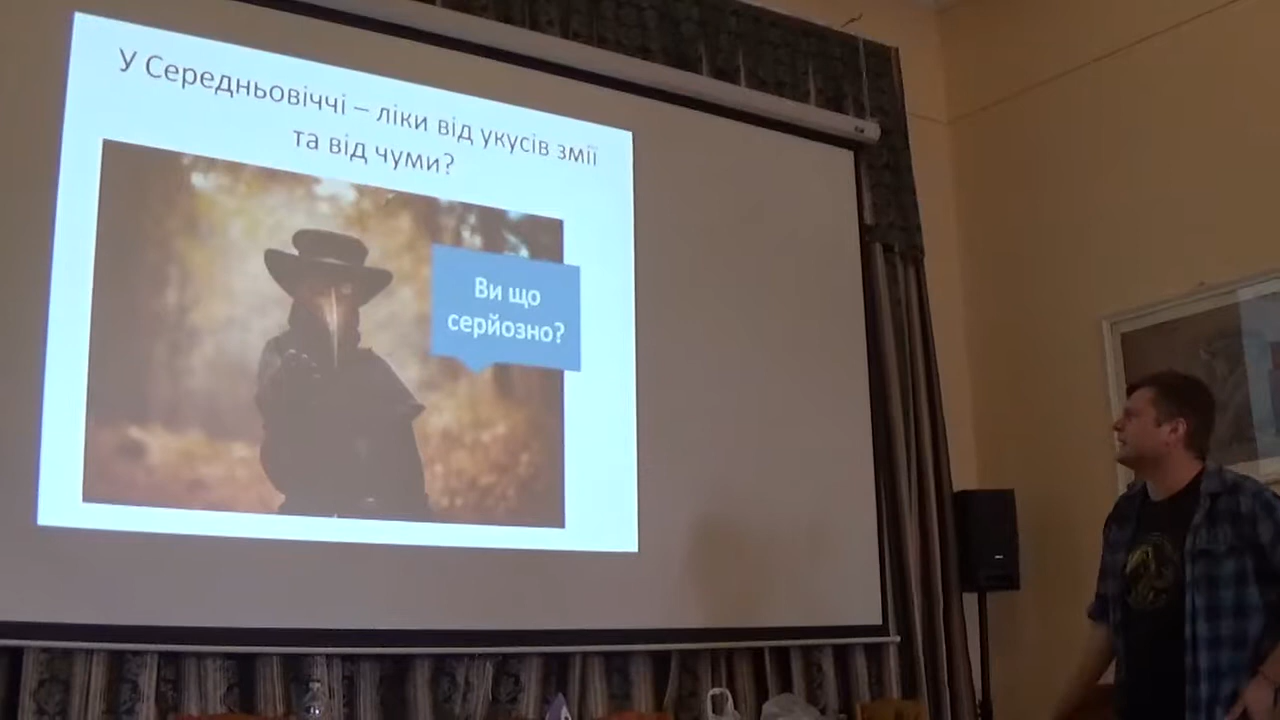 У Середньовіччі – ліки від укусів змії
та від чуми?
Ви що
серйозно?